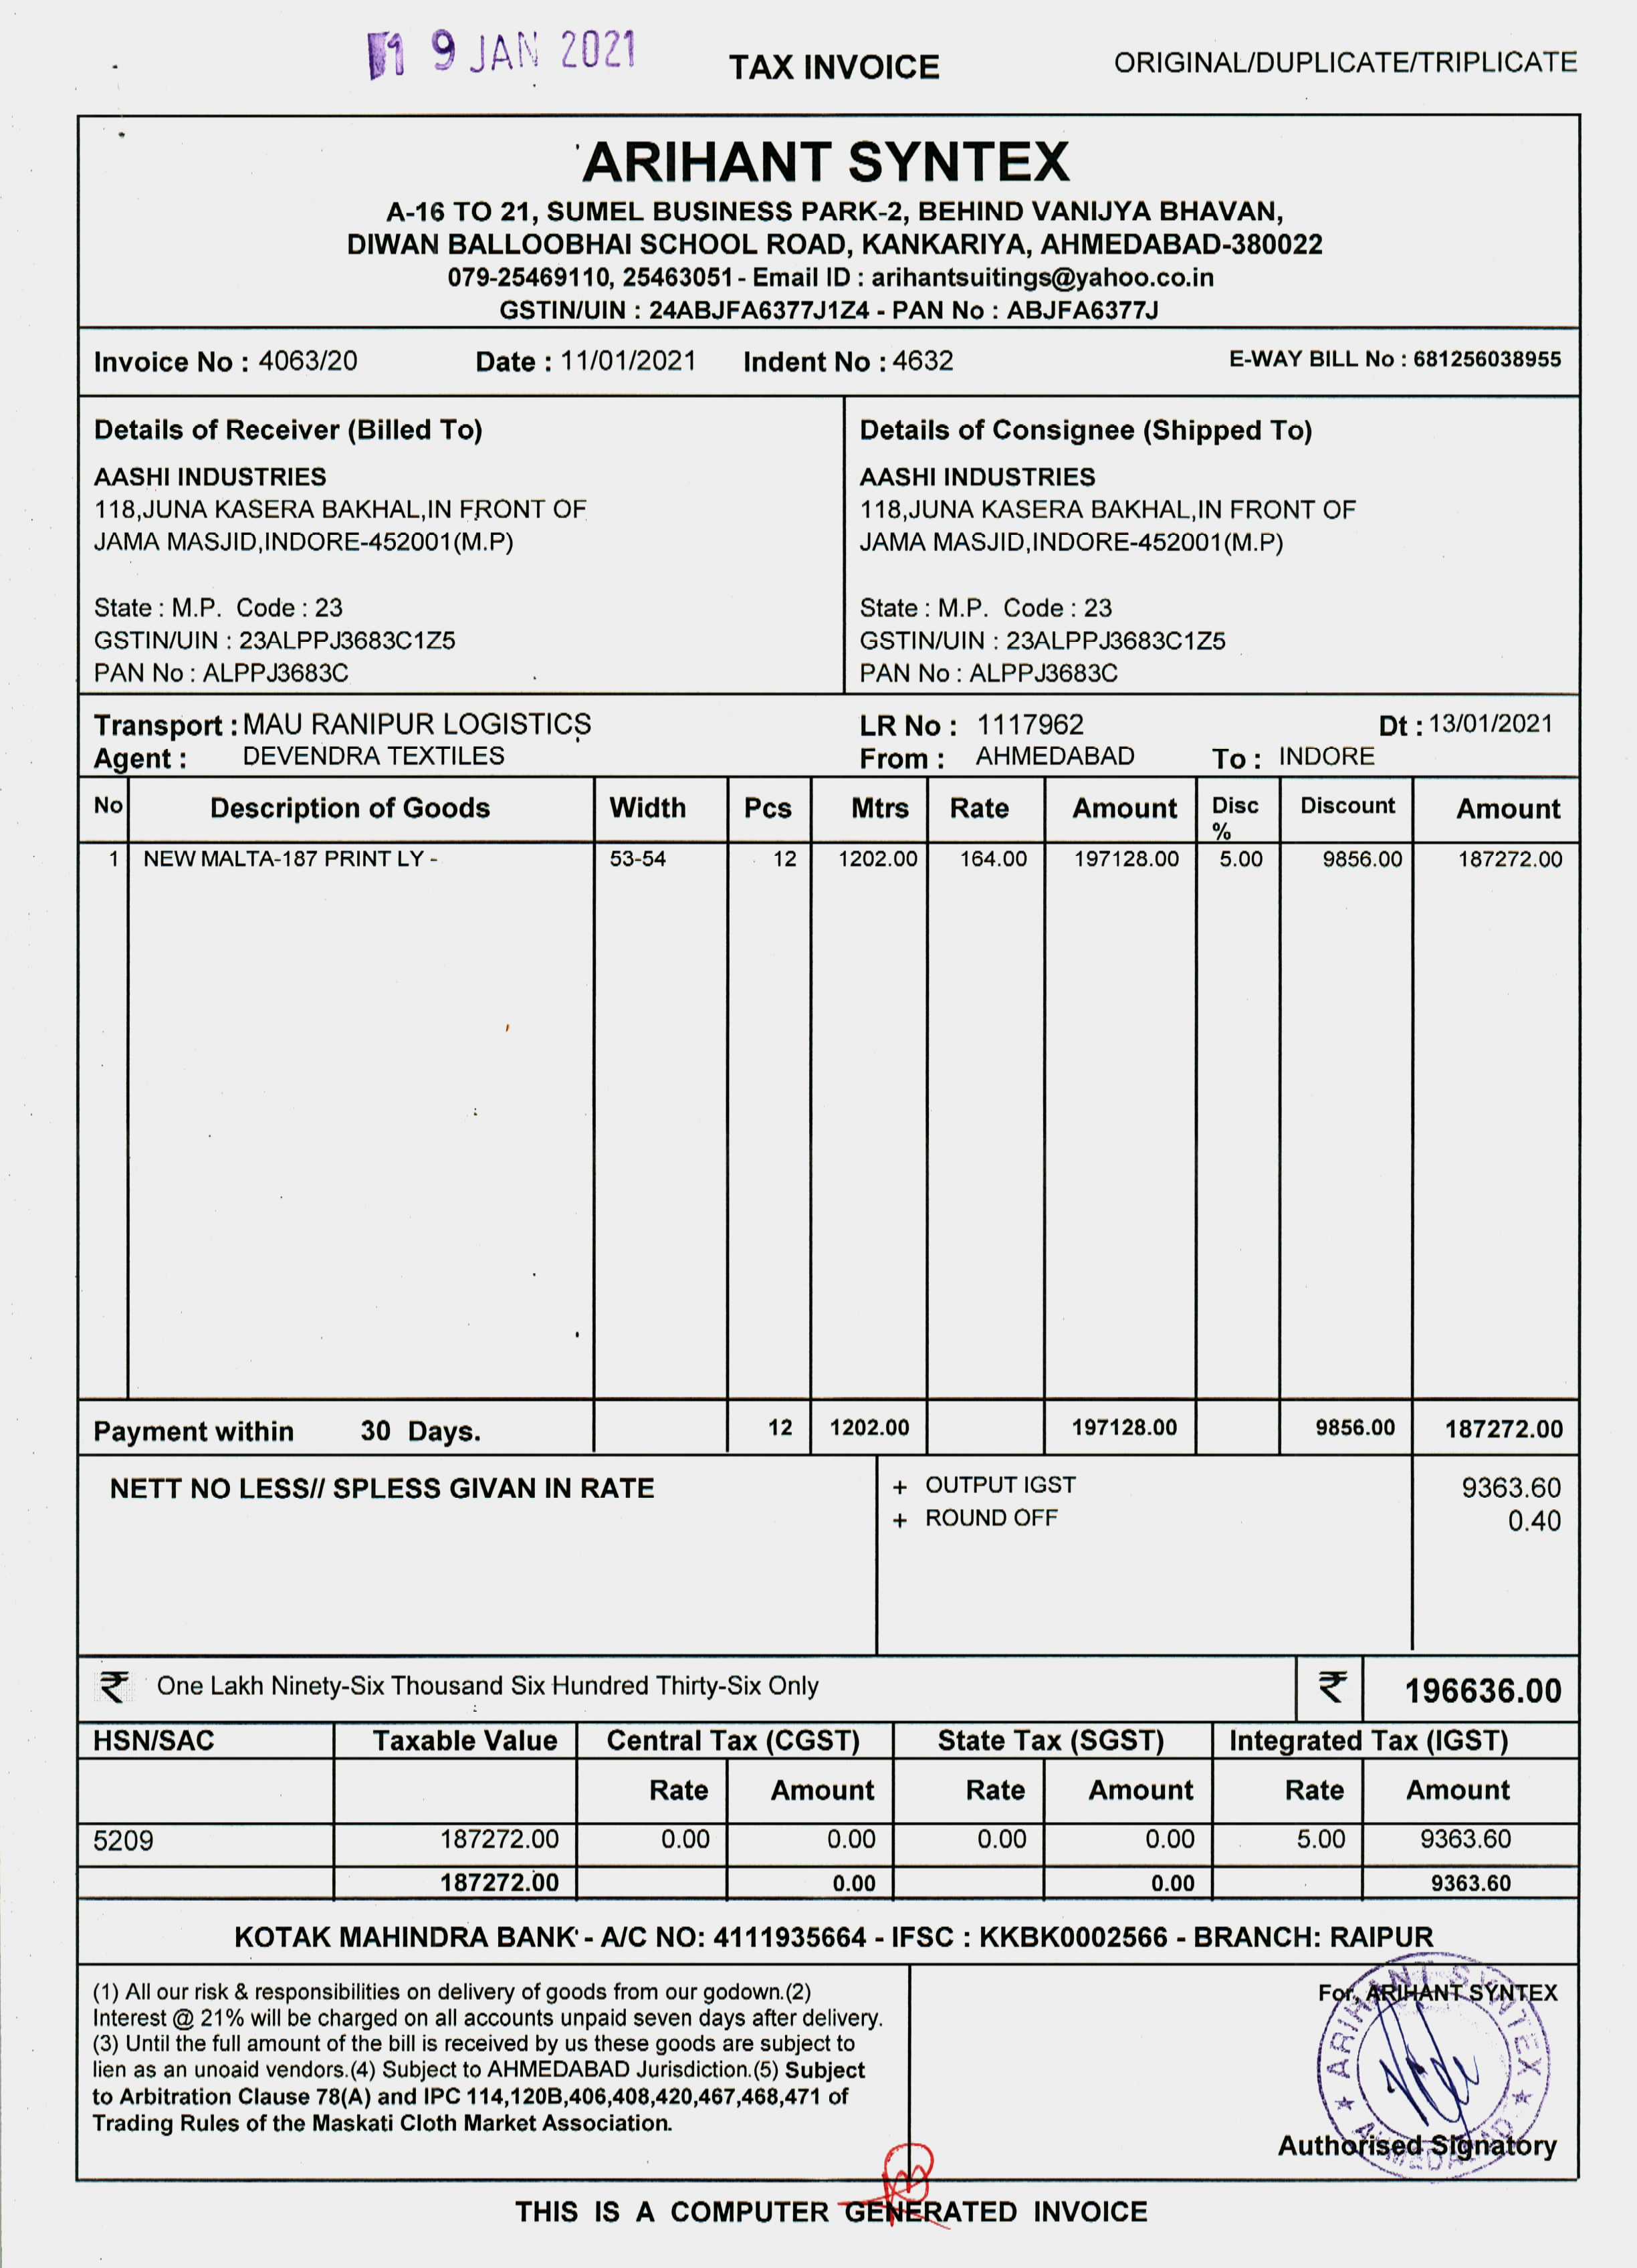 19 JAN 2021
TAX INVOICE
ORIGINAL/DUPLICATE/TRIPLICATE
ARIHANT SYNTEX
A-16 TO 21, SUMEL BUSINESS PARK-2, BEHIND VANIJYA BHAVAN,
DIWAN BALLOOBHAI SCHOOL ROAD, KANKARIYA, AHMEDABAD-380022
079-25469110, 25463051 - Email ID : arihantsuitings@yahoo.co.in
GSTIN/UIN : 24ABJFA6377J1Z4 - PAN No : ABJFA6377J
Invoice No : 4063/20 Date : 11/01/2021 Indent No : 4632 E-WAY BILL No : 681256038955
Details of Receiver (Billed To)
AASHI INDUSTRIES
118,JUNA KASERA BAKHAL,IN FRONT OF
JAMA MASJID,INDORE-452001(M.P)
State : M.P. Code : 23
GSTIN/UIN : 23ALPPJ3683C1Z5
PAN No : ALPPJ3683C
Details of Consignee (Shipped To)
AASHI INDUSTRIES
118,JUNA KASERA BAKHAL,IN FRONT OF
JAMA MASJID,INDORE-452001(M.P)
State : M.P. Code : 23
GSTIN/UIN : 23ALPPJ3683C1Z5
PAN No : ALPPJ3683C
Transport : MAU RANIPUR LOGISTICS LR No : 1117962 Dt : 13/01/2021
Agent : DEVENDRA TEXTILES From : AHMEDABAD To : INDORE
No Description of Goods Width Pcs Mtrs Rate Amount Disc % Discount Amount
1 NEW MALTA-187 PRINT LY - 53-54 12 1202.00 164.00 197128.00 5.00 9856.00 187272.00
Payment within 30 Days. 12 1202.00 197128.00 9856.00 187272.00
NETT NO LESS// SPLESS GIVAN IN RATE
+ OUTPUT IGST 9363.60
+ ROUND OFF 0.40
₹ One Lakh Ninety-Six Thousand Six Hundred Thirty-Six Only ₹ 196636.00
HSN/SAC Taxable Value Central Tax (CGST) State Tax (SGST) Integrated Tax (IGST)
Rate Amount Rate Amount Rate Amount
5209 187272.00 0.00 0.00 0.00 0.00 5.00 9363.60
187272.00 0.00 0.00 9363.60
KOTAK MAHINDRA BANK - A/C NO: 4111935664 - IFSC : KKBK0002566 - BRANCH: RAIPUR
(1) All our risk & responsibilities on delivery of goods from our godown.(2)
Interest @ 21% will be charged on all accounts unpaid seven days after delivery.
(3) Until the full amount of the bill is received by us these goods are subject to
lien as an unoaid vendors.(4) Subject to AHMEDABAD Jurisdiction.(5) Subject
to Arbitration Clause 78(A) and IPC 114,120B,406,408,420,467,468,471 of
Trading Rules of the Maskati Cloth Market Association.
For, ARIHANT SYNTEX
ARIHANT SYNTEX
AHMEDABAD
Authorised Signatory
THIS IS A COMPUTER GENERATED INVOICE